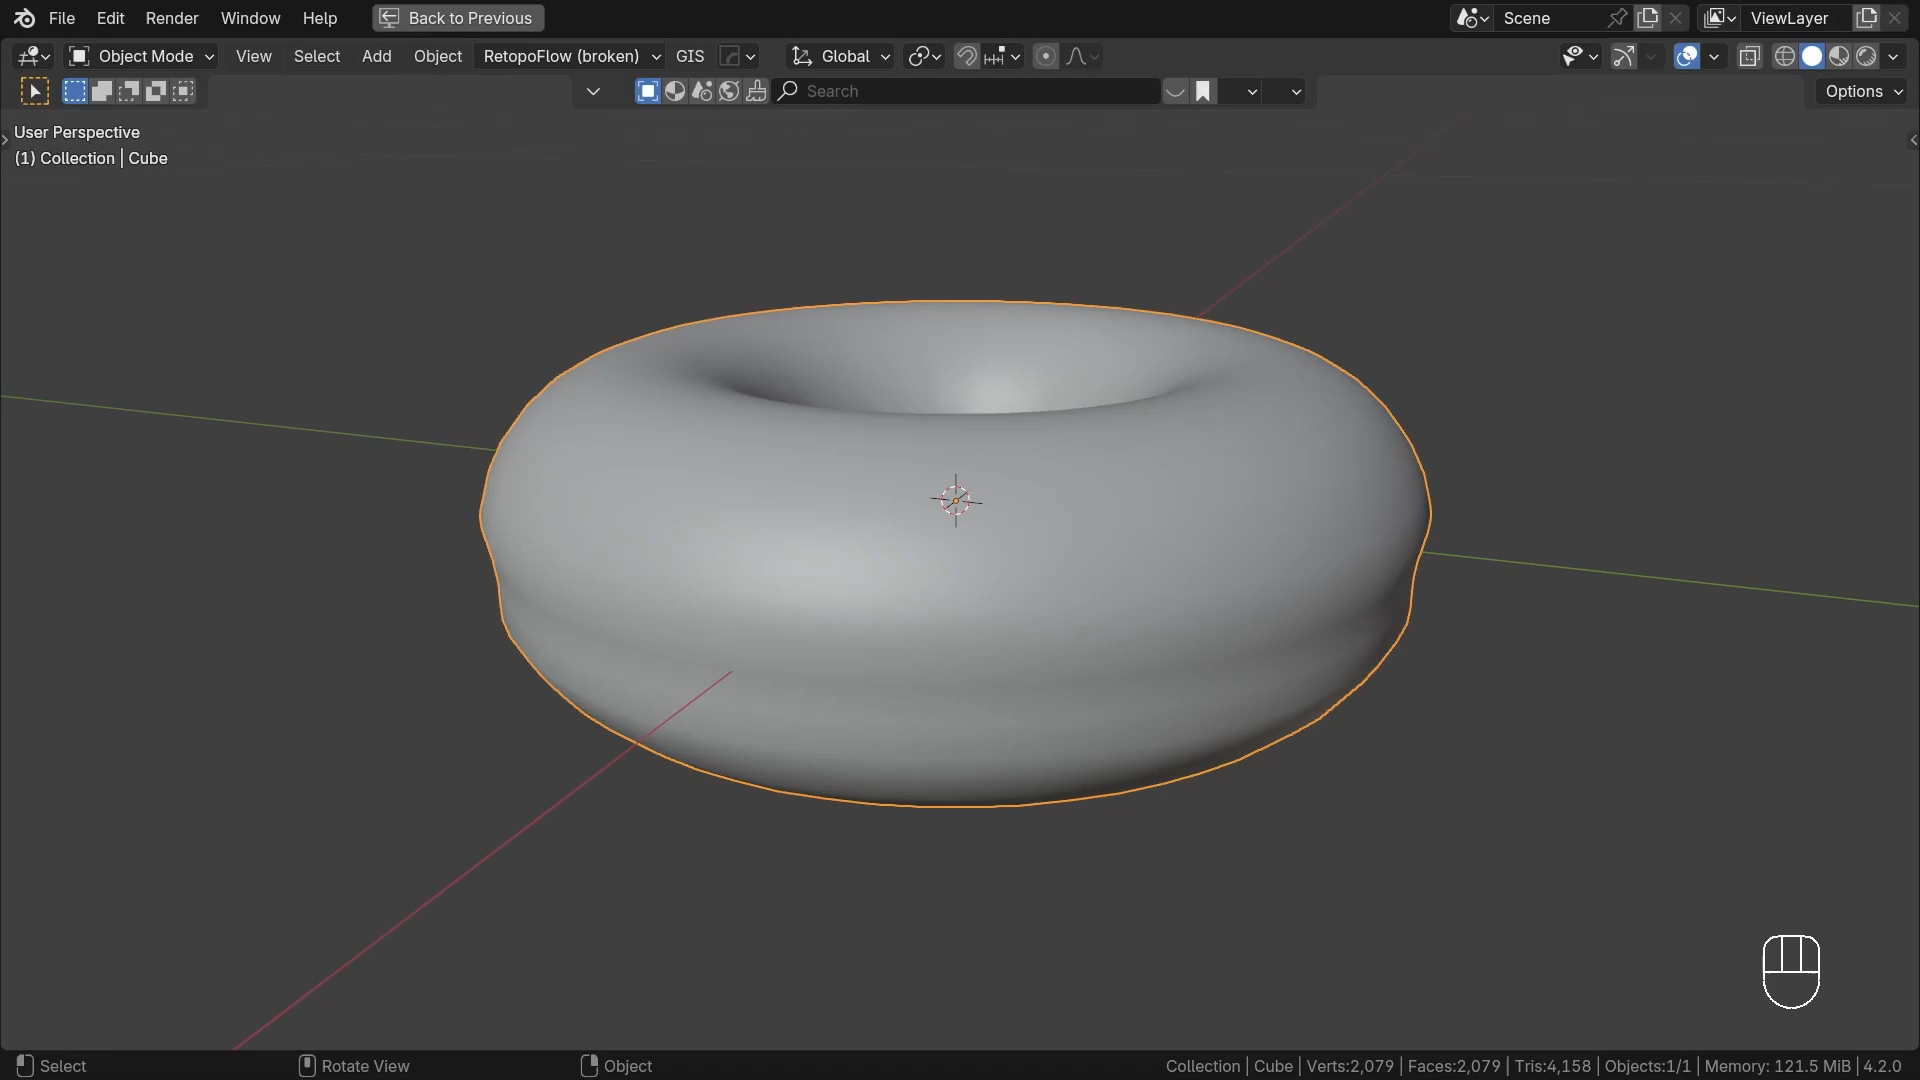 File Edit Render Window Help Back to Previous Scene ViewLayer
Object Mode View Select Add Object RetopoFlow (broken) GIS Global
Search Options
User Perspective
(1) Collection | Cube
Select Rotate View Object Collection | Cube | Verts:2,079 | Faces:2,079 | Tris:4,158 | Objects:1/1 | Memory: 121.5 MiB | 4.2.0